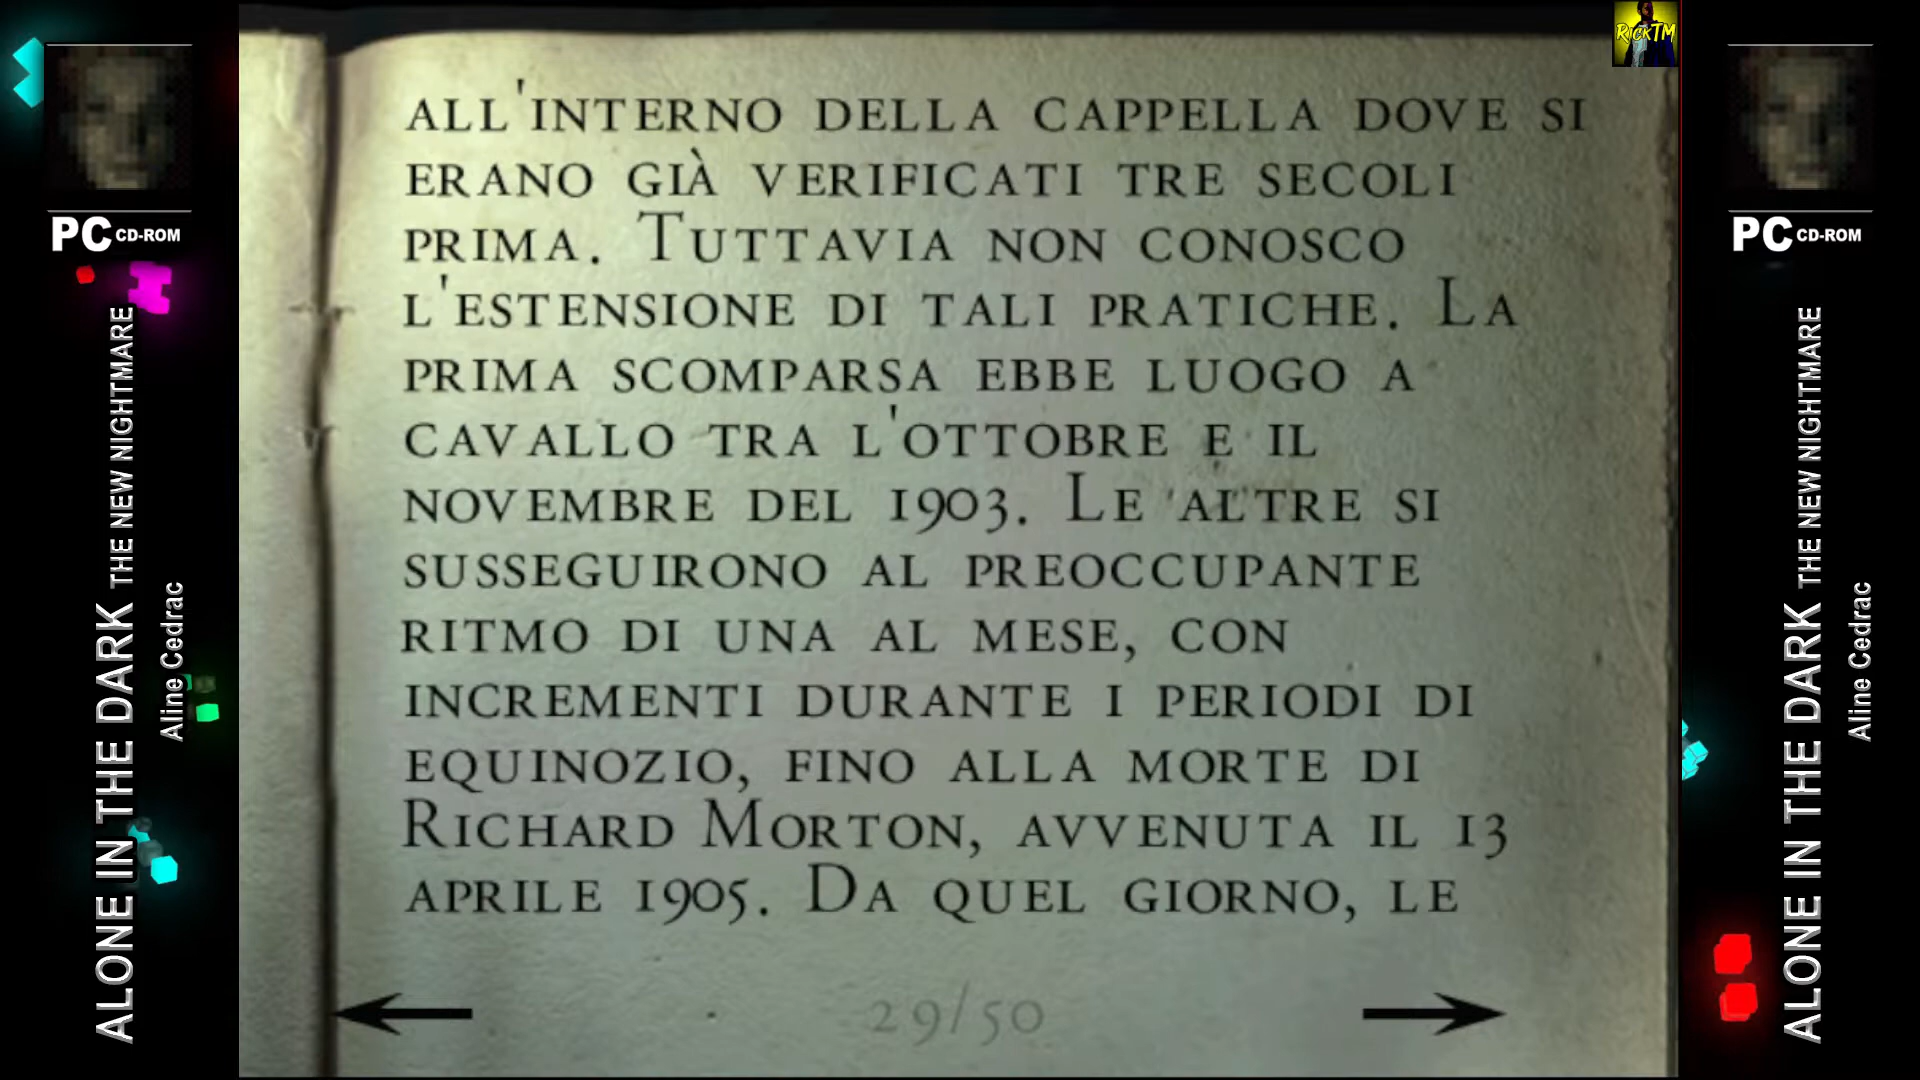 ALL'INTERNO DELLA CAPPELLA DOVE SI
ERANO GIÀ VERIFICATI TRE SECOLI
PRIMA. TUTTAVIA NON CONOSCO
L'ESTENSIONE DI TALI PRATICHE. LA
PRIMA SCOMPARSA EBBE LUOGO A
CAVALLO TRA L'OTTOBRE E IL
NOVEMBRE DEL 1903. LE ALTRE SI
SUSSEGUIRONO AL PREOCCUPANTE
RITMO DI UNA AL MESE, CON
INCREMENTI DURANTE I PERIODI DI
EQUINOZIO, FINO ALLA MORTE DI
RICHARD MORTON, AVVENUTA IL 13
APRILE 1905. DA QUEL GIORNO, LE
29/50
PC CD-ROM
ALONE IN THE DARK THE NEW NIGHTMARE
Aline Cedrac
RICKTM
PC CD-ROM
ALONE IN THE DARK THE NEW NIGHTMARE
Aline Cedrac